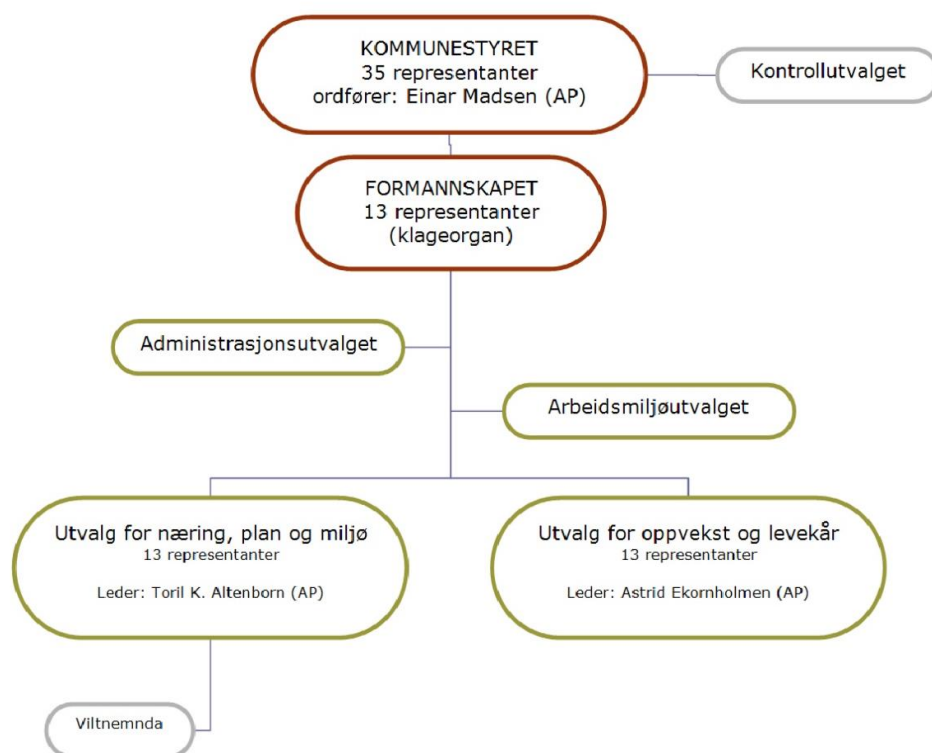 KOMMUNESTYRET
35 representanter
ordfører: Einar Madsen (AP)
Kontrollutvalget
FORMANNSKAPET
13 representanter
(klageorgan)
Administrasjonsutvalget
Arbeidsmiljøutvalget
Utvalg for næring, plan og miljø
13 representanter
Leder: Toril K. Altenborn (AP)
Utvalg for oppvekst og levekår
13 representanter
Leder: Astrid Ekornholmen (AP)
Viltnemnda